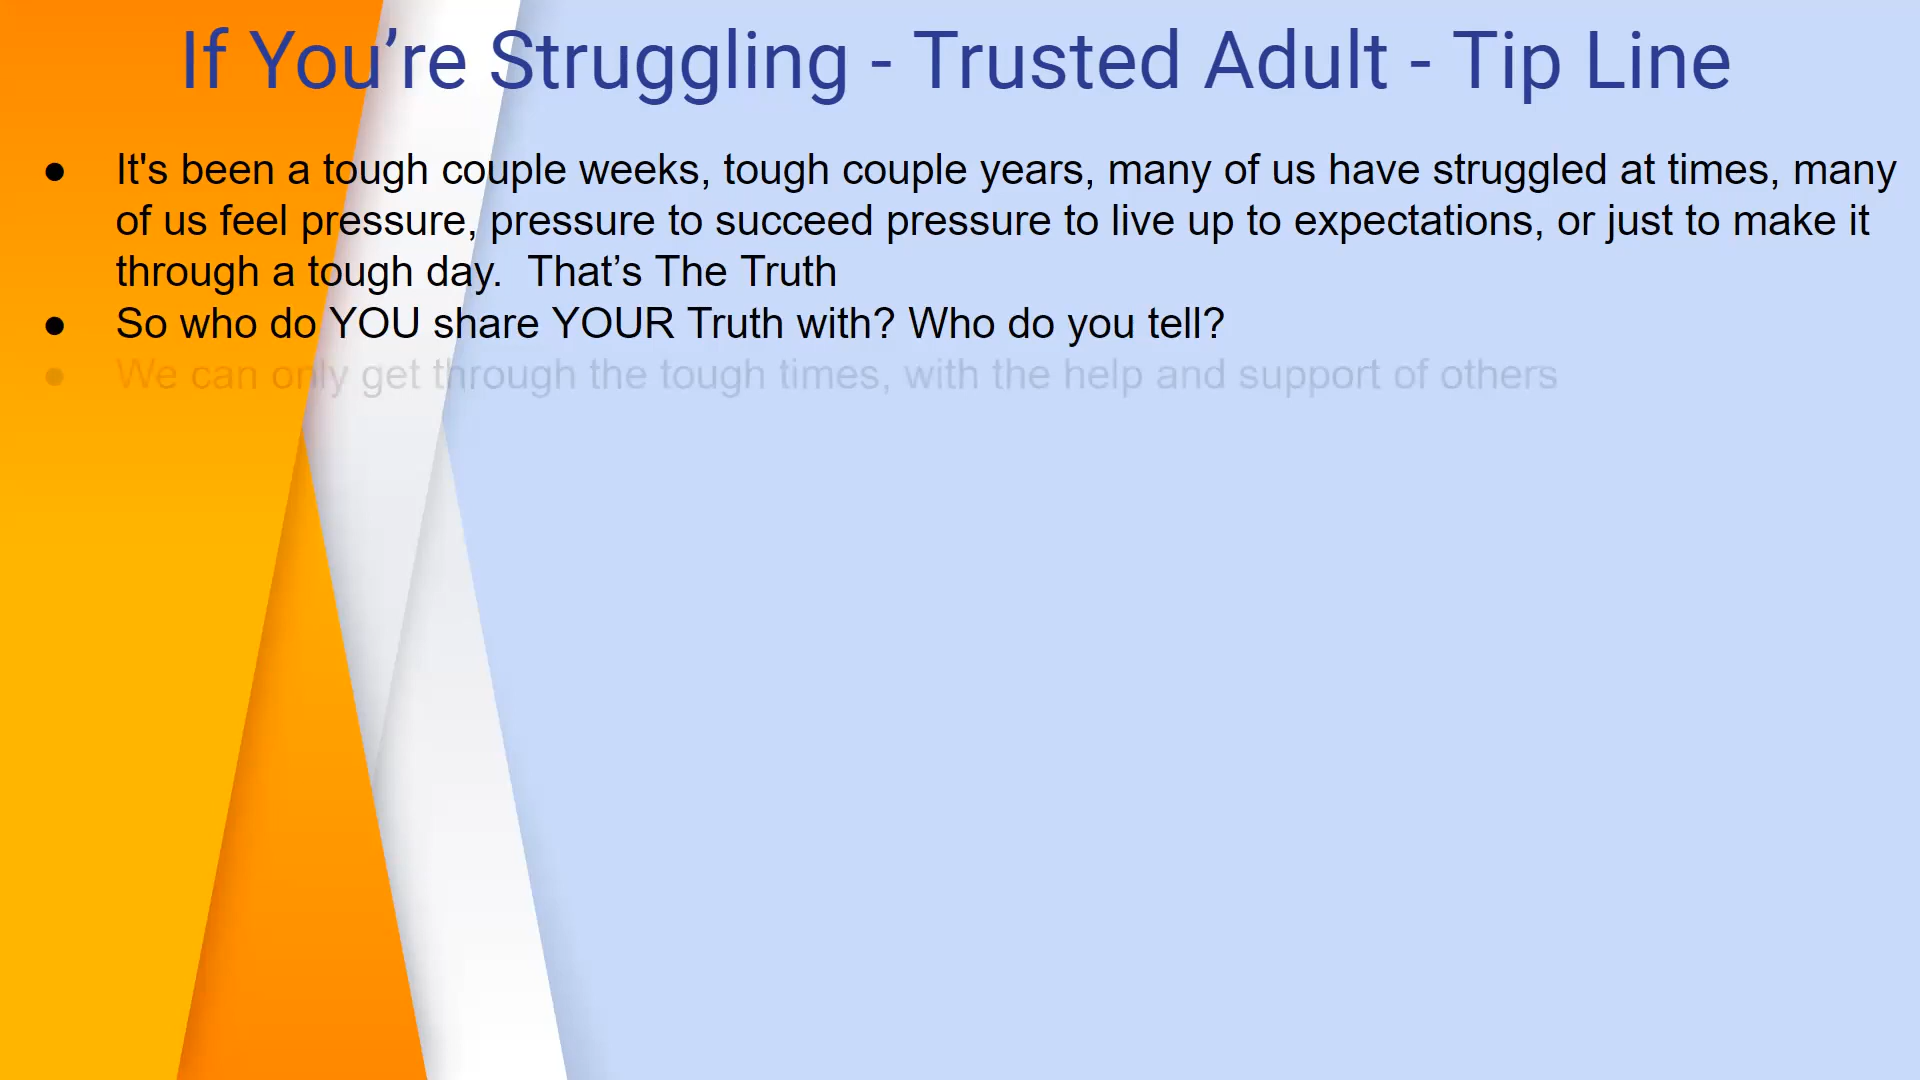 If You’re Struggling - Trusted Adult - Tip Line
● It's been a tough couple weeks, tough couple years, many of us have struggled at times, many
of us feel pressure, pressure to succeed pressure to live up to expectations, or just to make it
through a tough day.  That’s The Truth
● So who do YOU share YOUR Truth with? Who do you tell?
● We can only get through the tough times, with the help and support of others